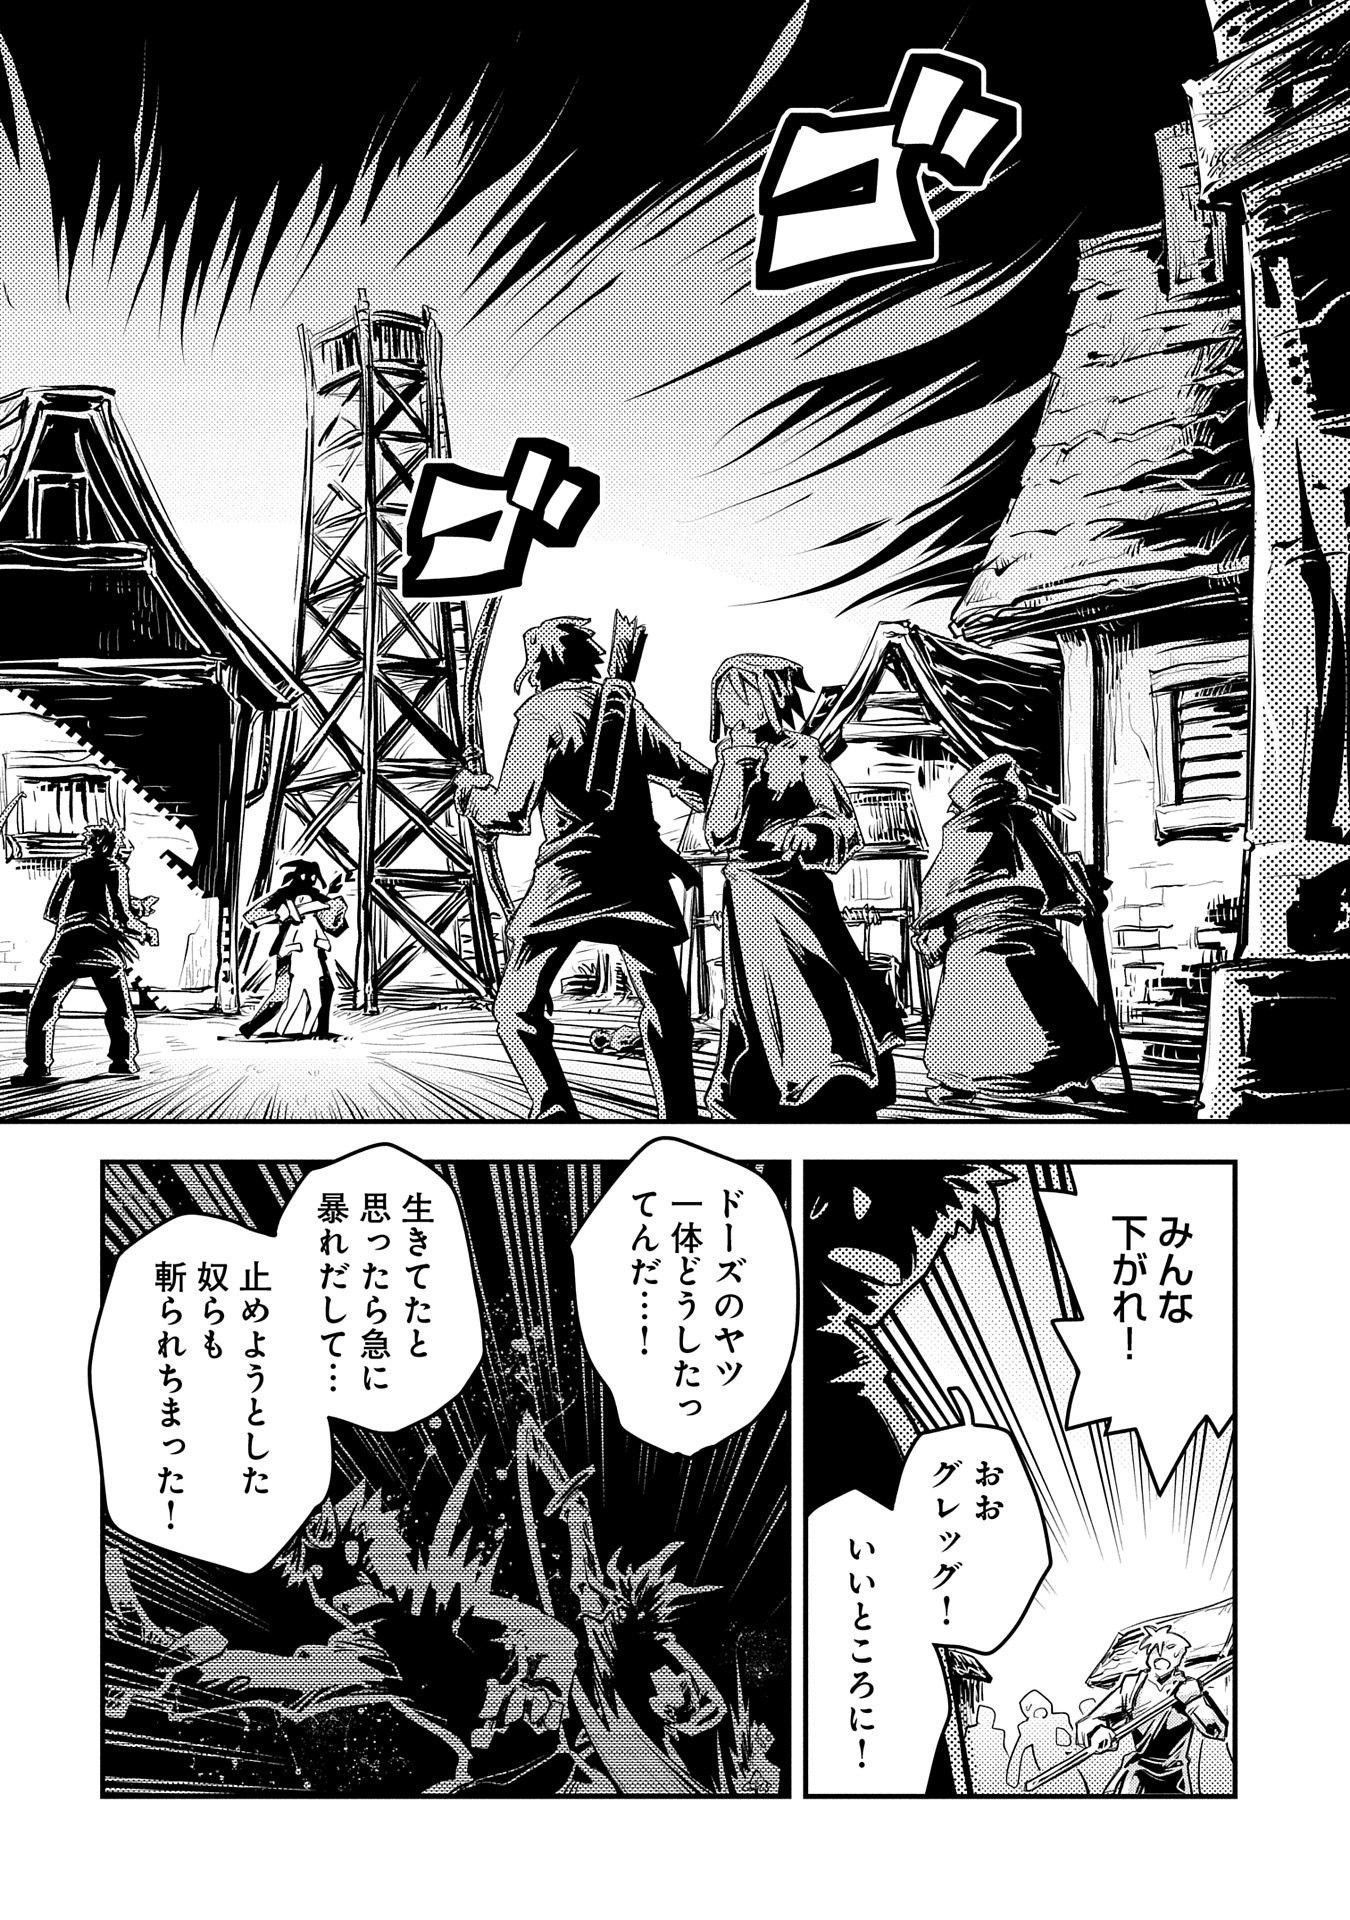 ゴ
ゴ
みんな
下がれ！
おお
グレッグ！
いいところに！
ドーズのヤツ
一体どうしたっ
てんだ…！
生きてたと
思ったら急に
暴れだして…
止めようとした
奴らも
斬られちまった！